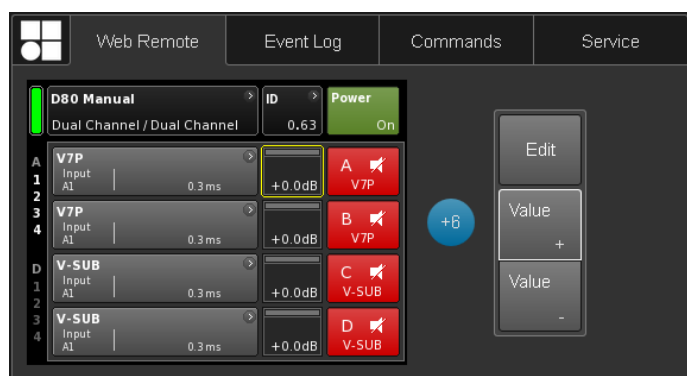 Web Remote
Event Log
Commands
Service
D80 Manual
ID
Power
Dual Channel / Dual Channel
0.63
On
A
1
2
3
4
D
1
2
3
4
V7P
Input
A1
0.3 ms
+0.0dB
A
V7P
V7P
Input
A1
0.3 ms
+0.0dB
B
V7P
V-SUB
Input
A1
0.3 ms
+0.0dB
C
V-SUB
V-SUB
Input
A1
0.3 ms
+0.0dB
D
V-SUB
+6
Edit
Value
+
Value
-